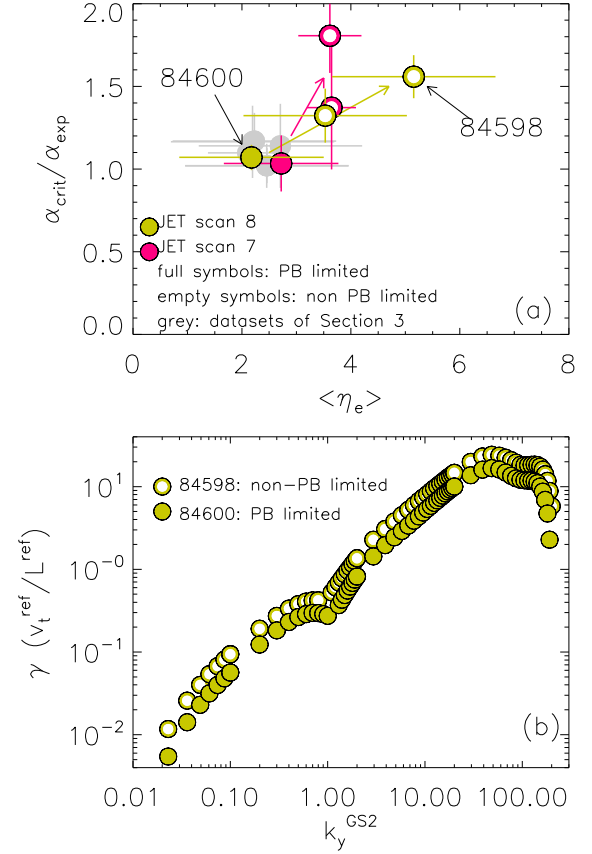 2.0
1.5
1.0
0.5
0.0
α_crit/α_exp
84600
84598
JET scan 8
JET scan 7
full symbols: PB limited
empty symbols: non PB limited
grey: datasets of Section 3
(a)
0 2 4 6 8
<η_e>
10^1
10^-0
10^-1
10^-2
γ (v_t^ref/L^ref)
84598: non-PB limited
84600: PB limited
(b)
0.01 0.10 1.00 10.00 100.00
k_y^GS2